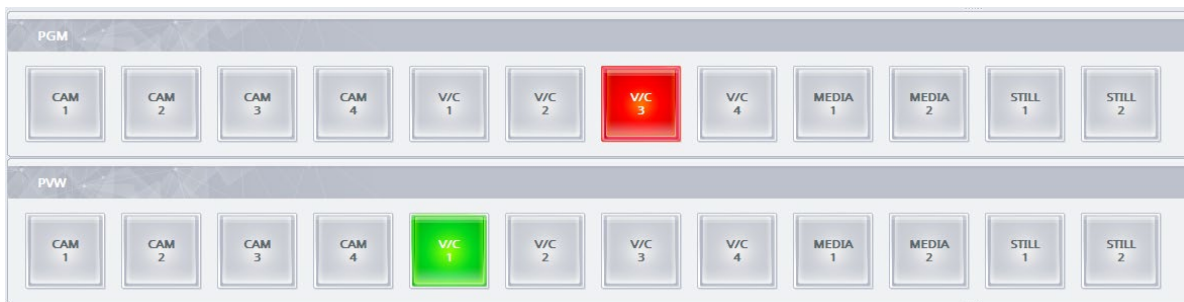 PGM
CAM 1 CAM 2 CAM 3 CAM 4 V/C 1 V/C 2 V/C 3 V/C 4 MEDIA 1 MEDIA 2 STILL 1 STILL 2
PVW
CAM 1 CAM 2 CAM 3 CAM 4 V/C 1 V/C 2 V/C 3 V/C 4 MEDIA 1 MEDIA 2 STILL 1 STILL 2